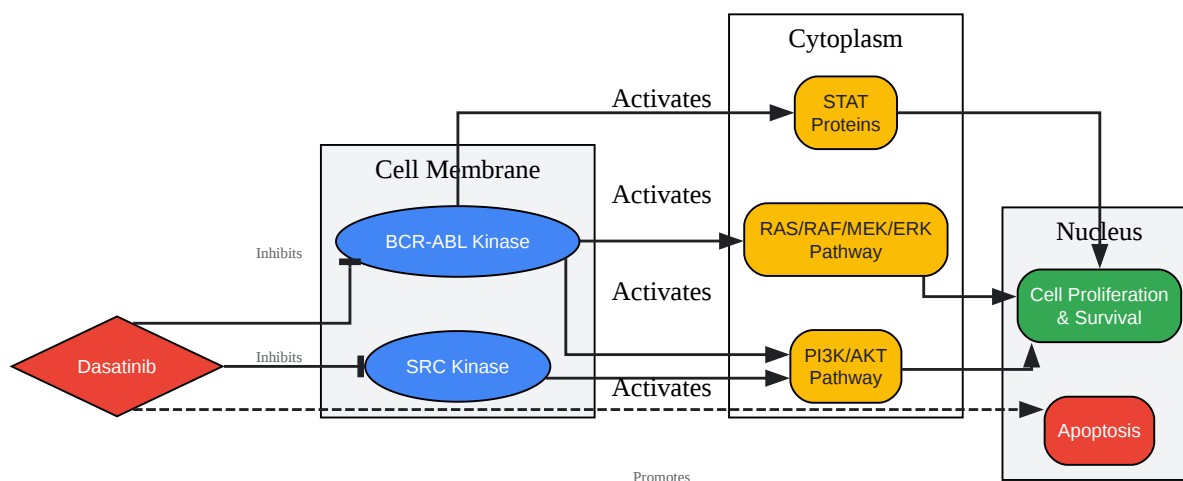 Cytoplasm
STAT
Proteins
Activates
Cell Membrane
Activates
BCR-ABL Kinase
RAS/RAF/MEK/ERK
Pathway
Nucleus
Inhibits
Activates
Cell Proliferation
& Survival
Dasatinib
Inhibits
SRC Kinase
PI3K/AKT
Pathway
Activates
Apoptosis
Promotes